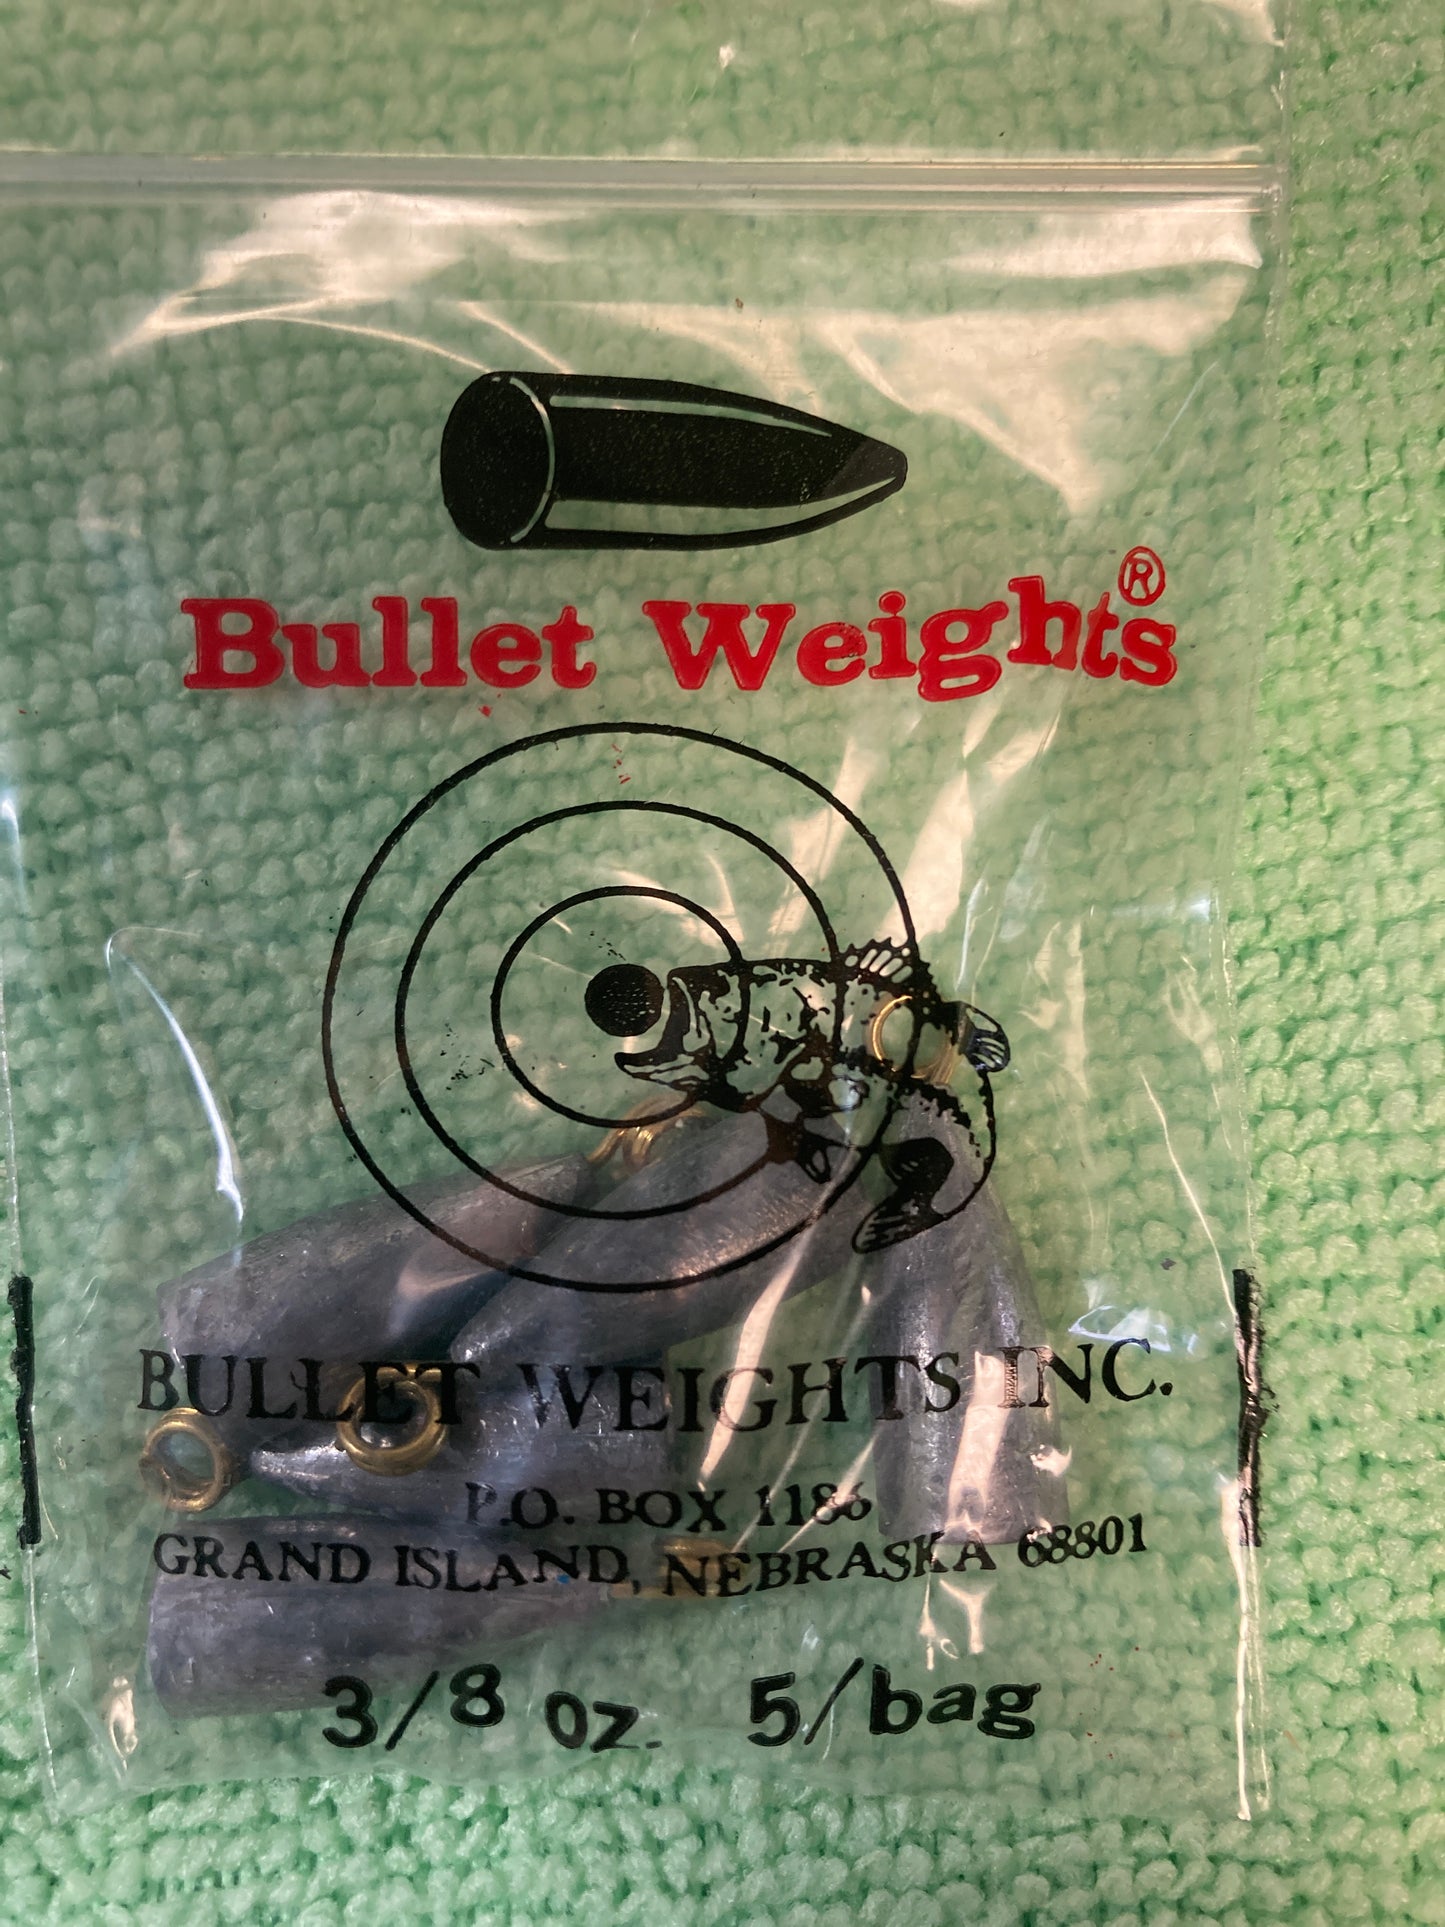 Bullet Weights®
BULLET WEIGHTS INC.
P.O. BOX 1186
GRAND ISLAND, NEBRASKA 68801
3/8 oz. 5/bag